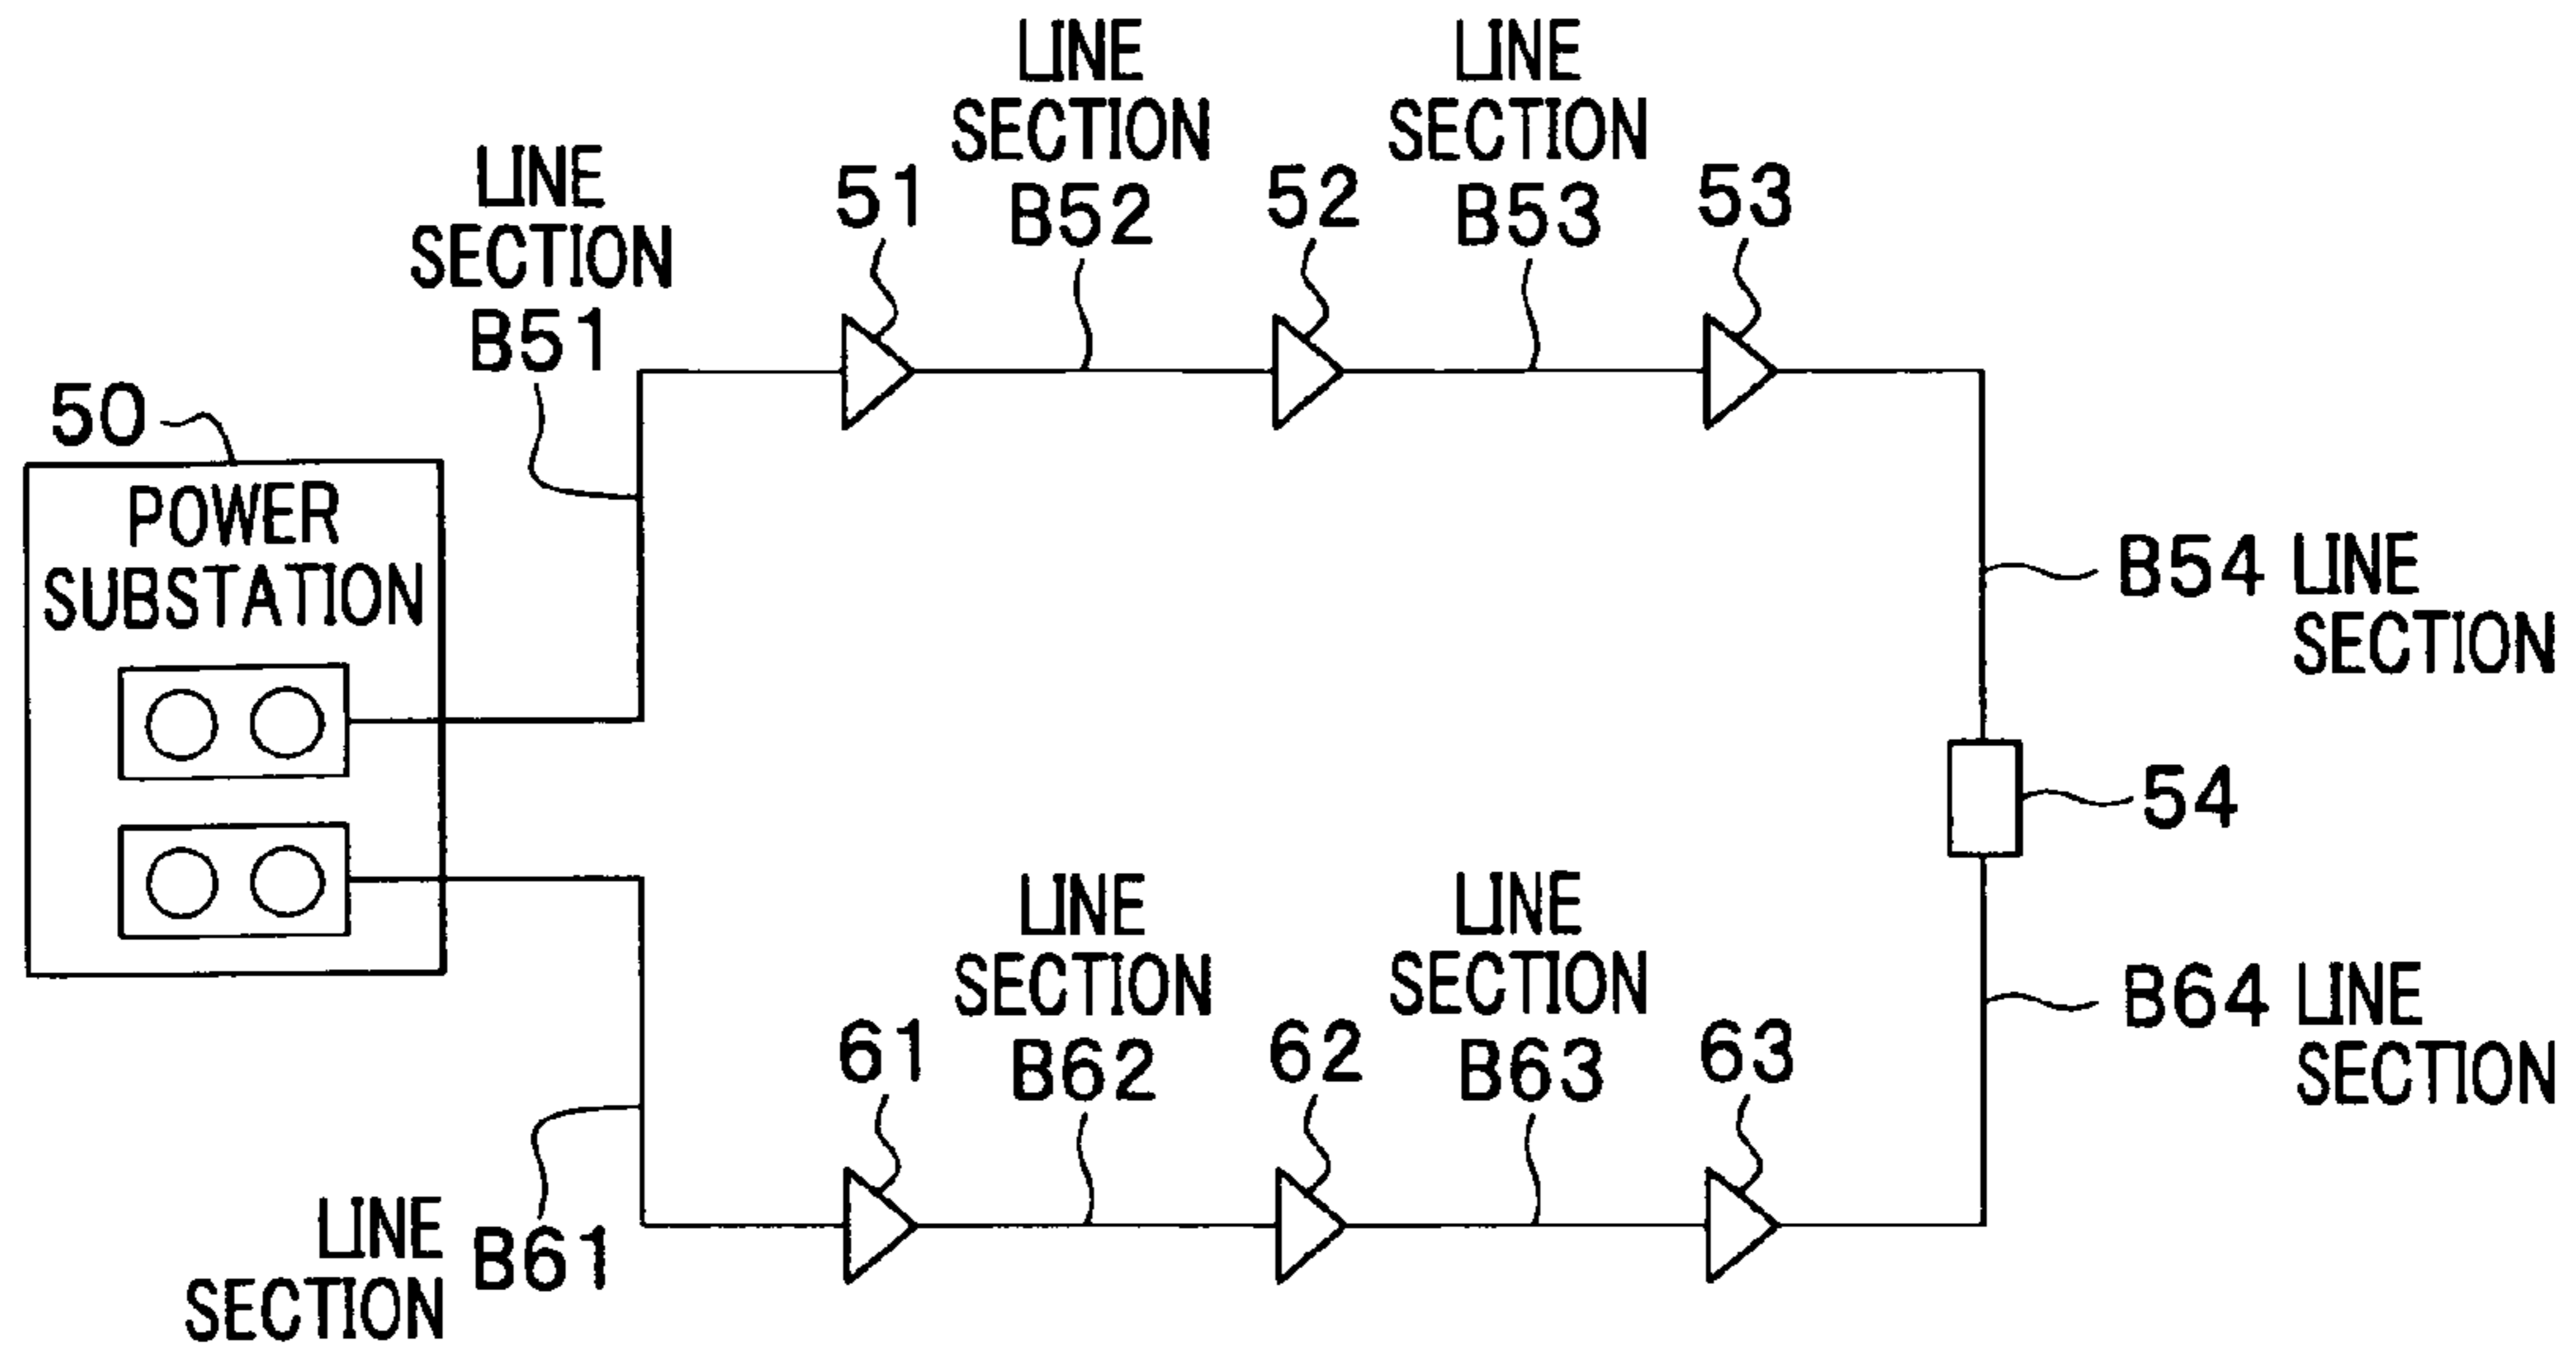 LINE
SECTION
B52
LINE
SECTION
B53
LINE
SECTION
B51
51
52
53
50
POWER
SUBSTATION
B54 LINE
SECTION
54
LINE
SECTION
B62
LINE
SECTION
B63
B64 LINE
SECTION
61
62
63
LINE
SECTION
B61